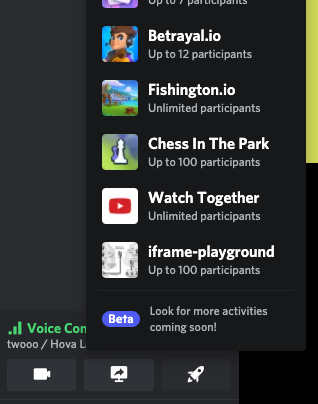 Up to 7 participants
Betrayal.io
Up to 12 participants
Fishington.io
Unlimited participants
Chess In The Park
Up to 100 participants
Watch Together
Unlimited participants
iframe-playground
Up to 100 participants
Beta
Look for more activities
coming soon!
Voice Con
twooo / Hova L